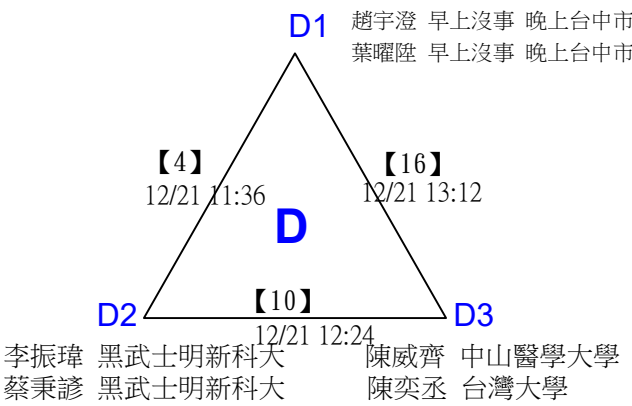 D1
趙宇澄 早上沒事 晚上台中市
葉曜陞 早上沒事 晚上台中市
【4】
12/21 11:36
【16】
12/21 13:12
D
【10】
12/21 12:24
D2
D3
李振瑋 黑武士明新科大
陳威齊 中山醫學大學
蔡秉諺 黑武士明新科大
陳奕丞 台灣大學